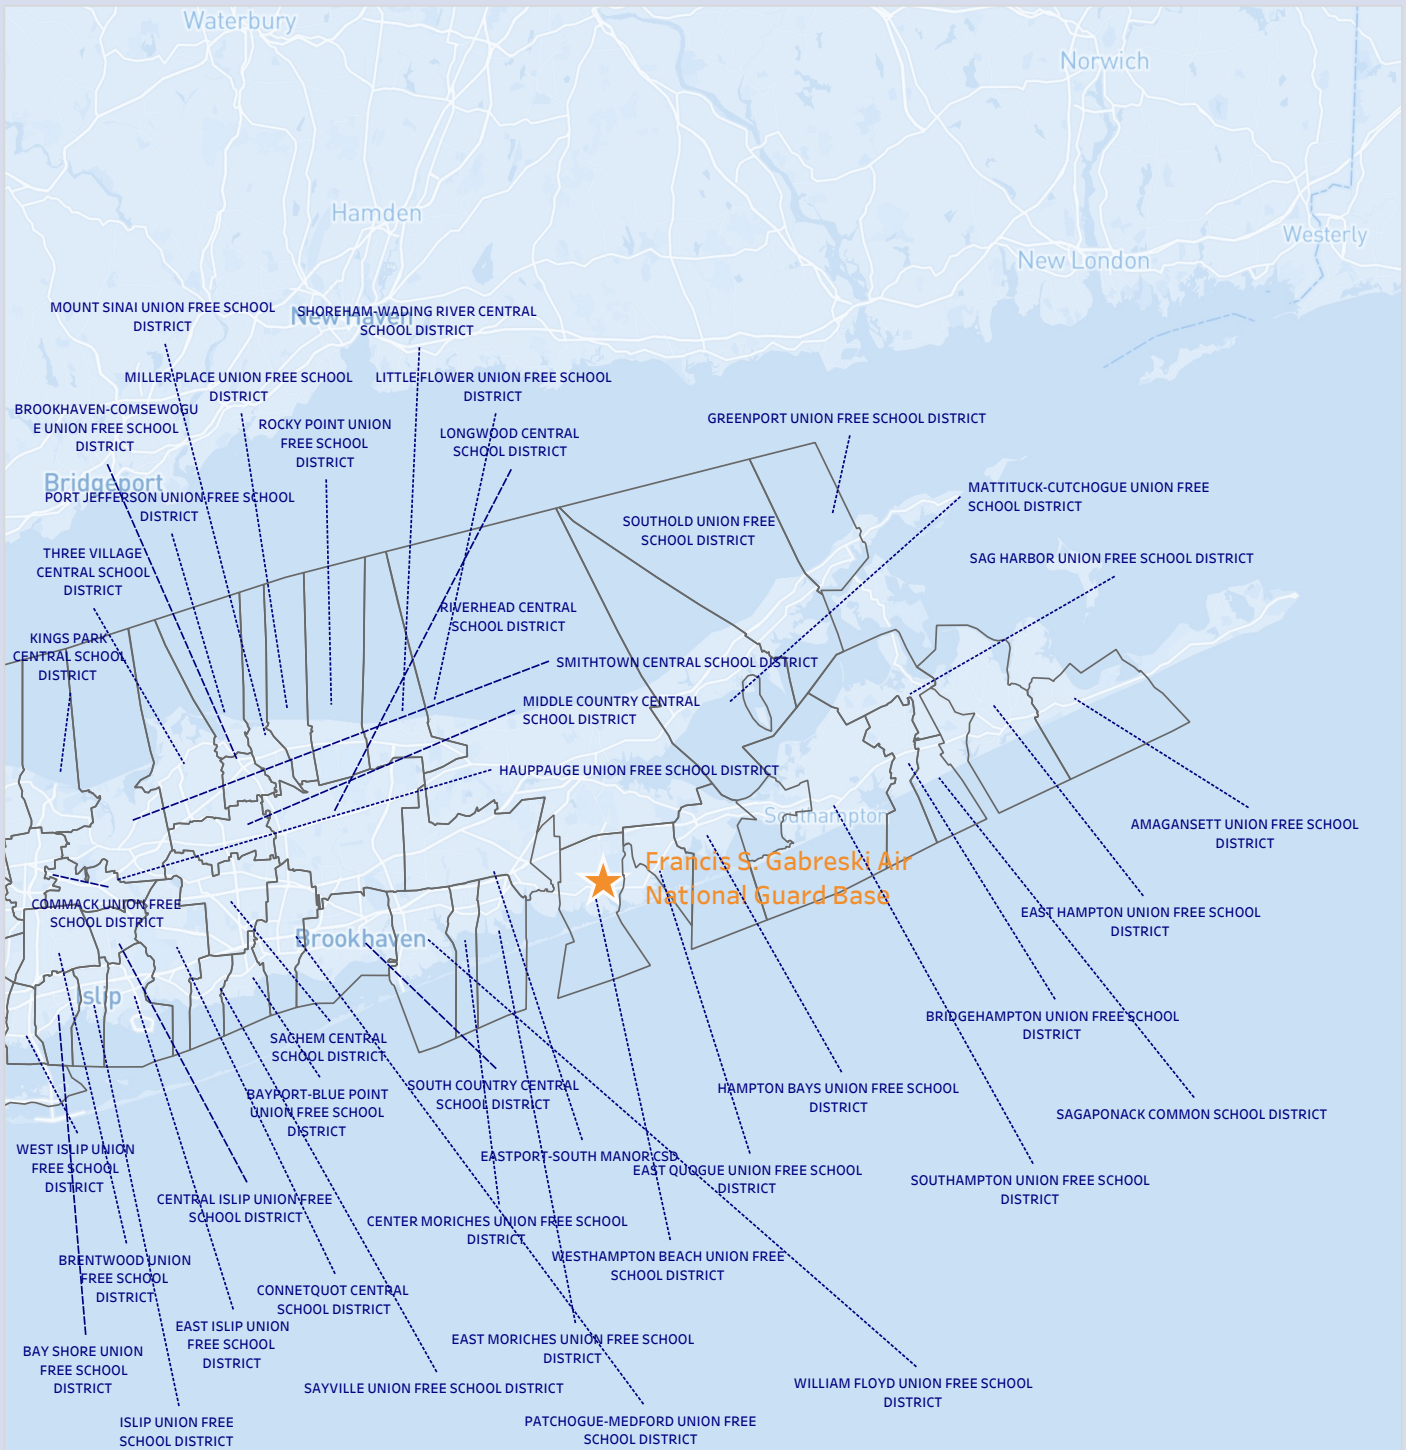 Waterbury
Norwich
Hamden
Westerly
New London
MOUNT SINAI UNION FREE SCHOOL
DISTRICT
New Haven
SHOREHAM-WADING RIVER CENTRAL
SCHOOL DISTRICT
MILLER PLACE UNION FREE SCHOOL
DISTRICT
LITTLE FLOWER UNION FREE SCHOOL
DISTRICT
BROOKHAVEN-COMSEWOGU
E UNION FREE SCHOOL
DISTRICT
ROCKY POINT UNION
FREE SCHOOL
DISTRICT
LONGWOOD CENTRAL
SCHOOL DISTRICT
GREENPORT UNION FREE SCHOOL DISTRICT
Bridgeport
PORT JEFFERSON UNION FREE SCHOOL
DISTRICT
MATTITUCK-CUTCHOGUE UNION FREE
SCHOOL DISTRICT
SOUTHOLD UNION FREE
SCHOOL DISTRICT
THREE VILLAGE
CENTRAL SCHOOL
DISTRICT
SAG HARBOR UNION FREE SCHOOL DISTRICT
RIVERHEAD CENTRAL
SCHOOL DISTRICT
KINGS PARK
CENTRAL SCHOOL
DISTRICT
SMITHTOWN CENTRAL SCHOOL DISTRICT
MIDDLE COUNTRY CENTRAL
SCHOOL DISTRICT
HAUPPAUGE UNION FREE SCHOOL DISTRICT
Southampton
AMAGANSETT UNION FREE SCHOOL
DISTRICT
Francis S. Gabreski Air
National Guard Base
COMMACK UNION FREE
SCHOOL DISTRICT
EAST HAMPTON UNION FREE SCHOOL
DISTRICT
Brookhaven
Islip
BRIDGEHAMPTON UNION FREE SCHOOL
DISTRICT
SACHEM CENTRAL
SCHOOL DISTRICT
BAYPORT-BLUE POINT
UNION FREE SCHOOL
DISTRICT
SOUTH COUNTRY CENTRAL
SCHOOL DISTRICT
HAMPTON BAYS UNION FREE SCHOOL
DISTRICT
SAGAPONACK COMMON SCHOOL DISTRICT
WEST ISLIP UNION
FREE SCHOOL
DISTRICT
EASTPORT-SOUTH MANOR CSD
EAST QUOGUE UNION FREE SCHOOL
DISTRICT
SOUTHAMPTON UNION FREE SCHOOL
DISTRICT
CENTRAL ISLIP UNION FREE
SCHOOL DISTRICT
CENTER MORICHES UNION FREE SCHOOL
DISTRICT
WESTHAMPTON BEACH UNION FREE
SCHOOL DISTRICT
BRENTWOOD UNION
FREE SCHOOL
DISTRICT
CONNETQUOT CENTRAL
SCHOOL DISTRICT
EAST ISLIP UNION
FREE SCHOOL
DISTRICT
EAST MORICHES UNION FREE SCHOOL
DISTRICT
BAY SHORE UNION
FREE SCHOOL
DISTRICT
SAYVILLE UNION FREE SCHOOL DISTRICT
WILLIAM FLOYD UNION FREE SCHOOL
DISTRICT
ISLIP UNION FREE
SCHOOL DISTRICT
PATCHOGUE-MEDFORD UNION FREE
SCHOOL DISTRICT